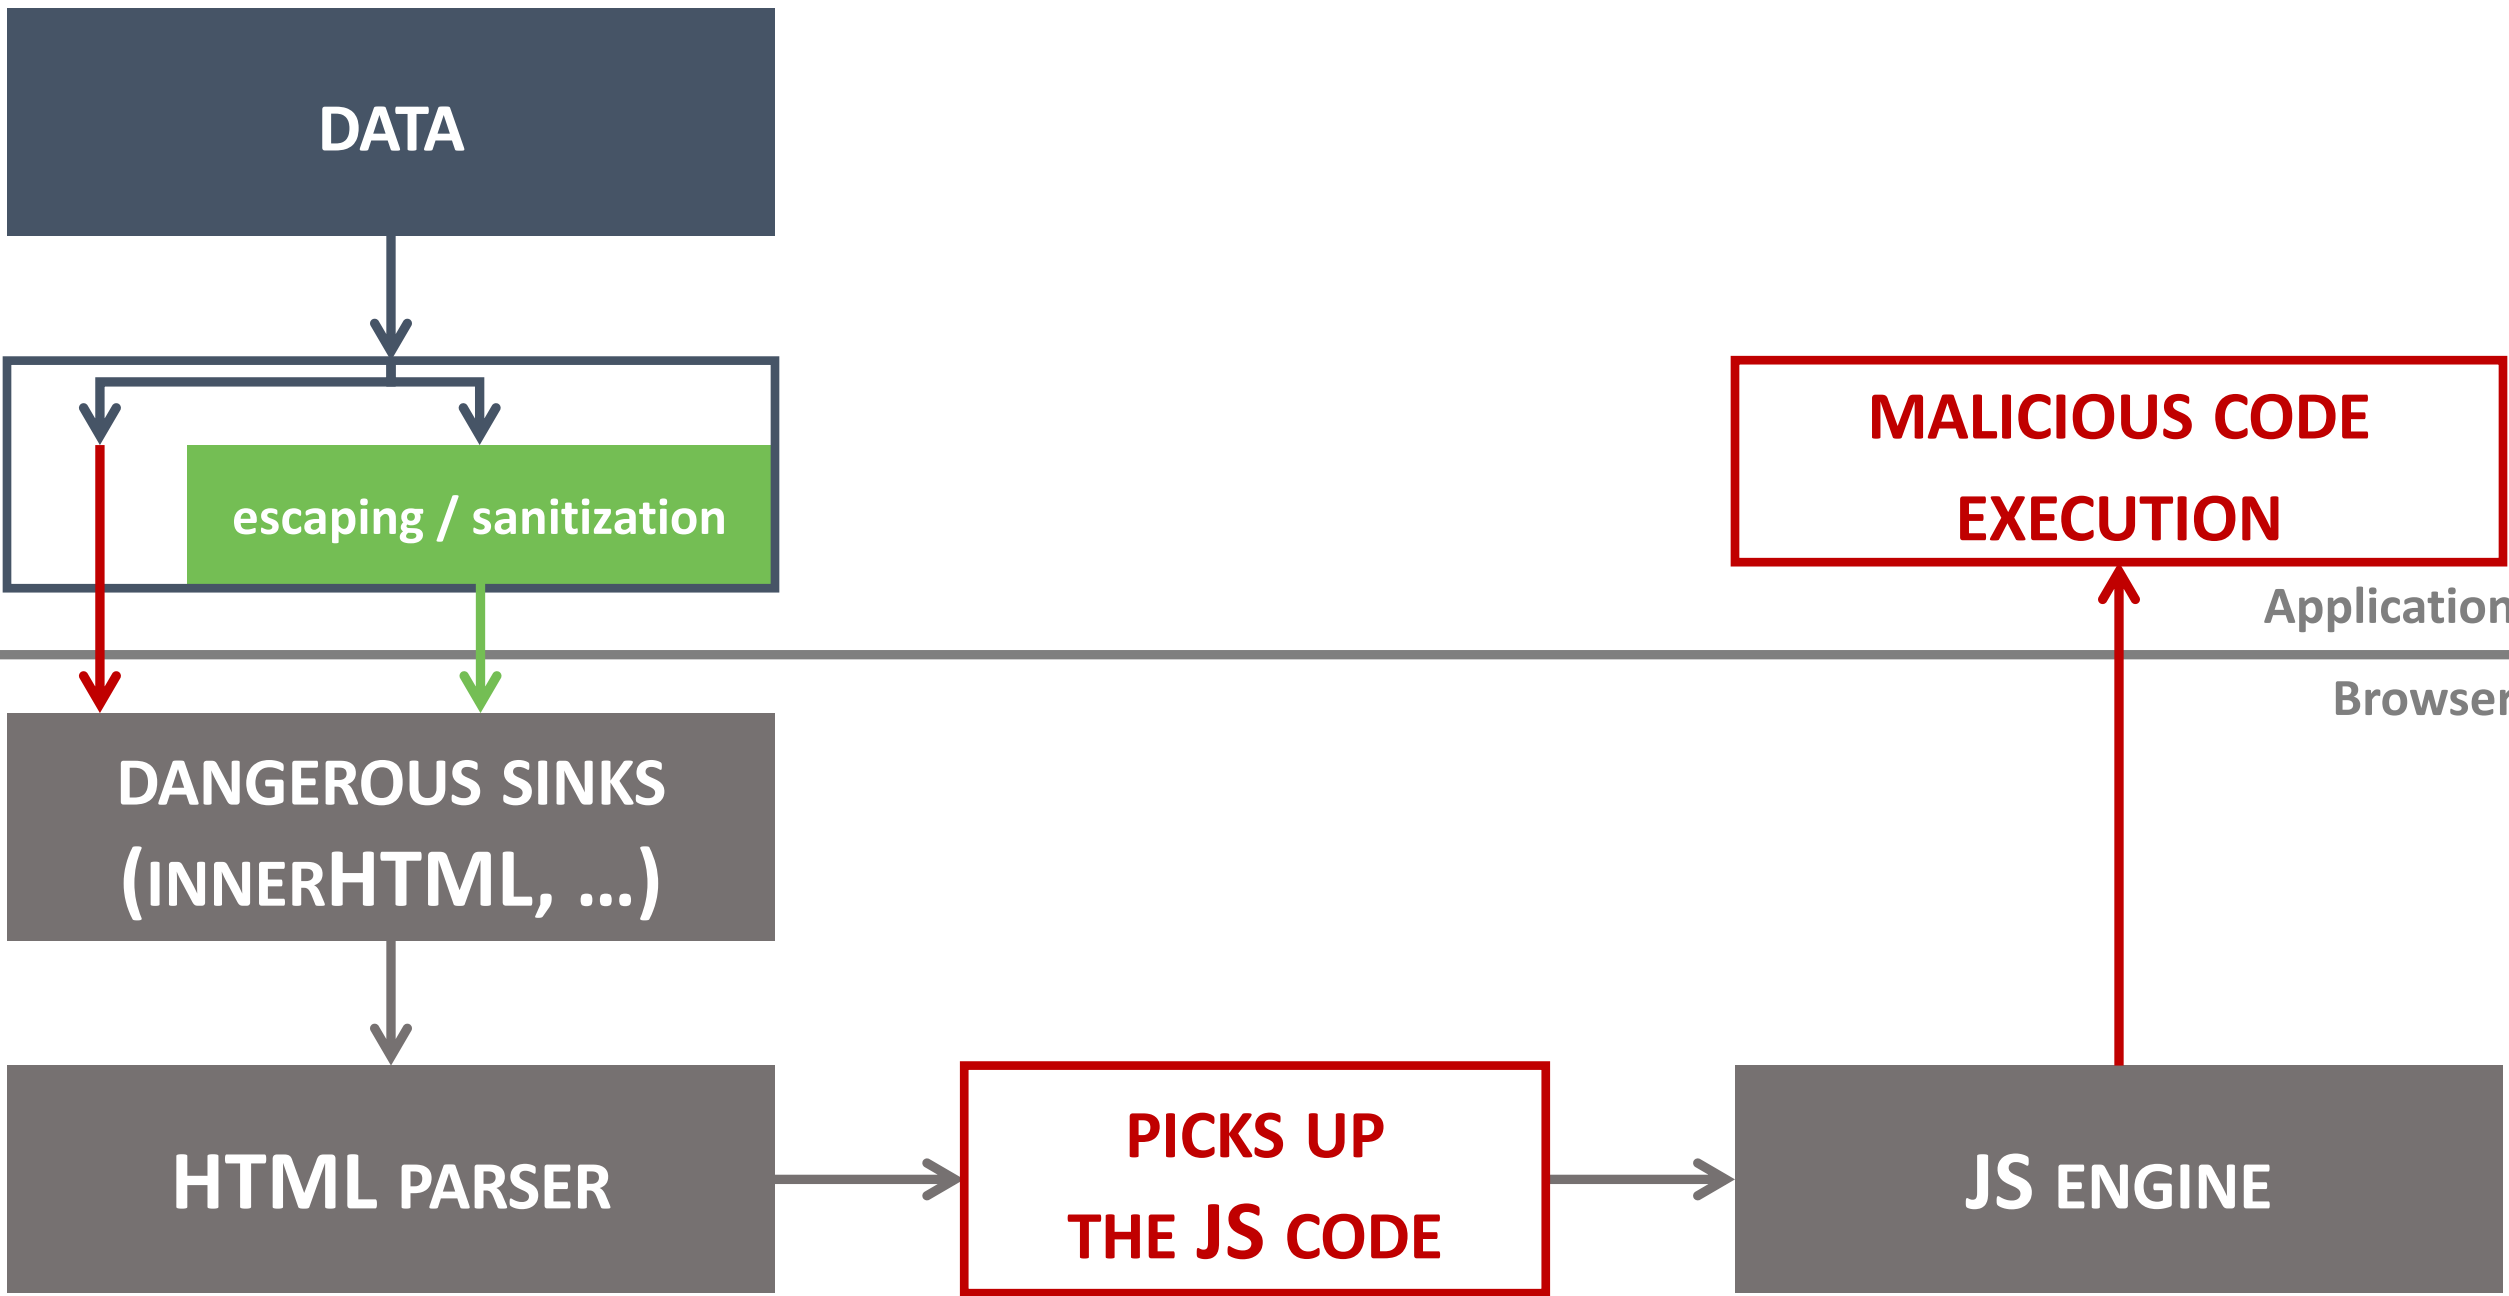 DATA
escaping / sanitization
MALICIOUS CODE
EXECUTION
Application
Browser
DANGEROUS SINKS
(INNERHTML, …)
HTML PARSER
PICKS UP
THE JS CODE
JS ENGINE